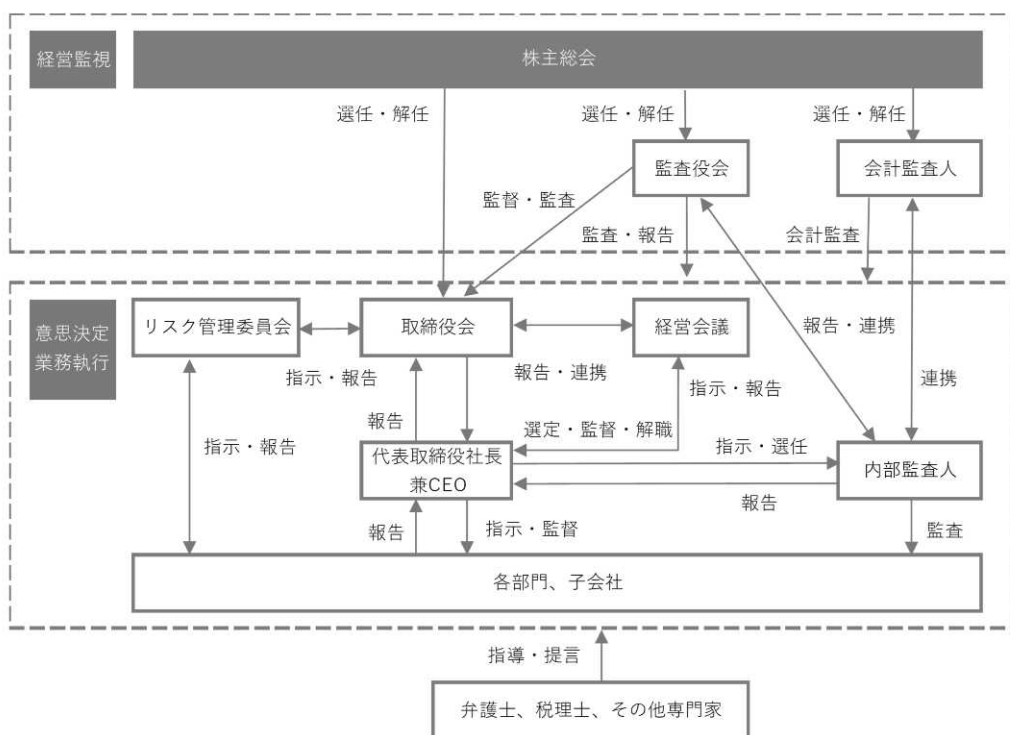 経営監視
株主総会
選任・解任
選任・解任
選任・解任
監査役会
会計監査人
監督・監査
監査・報告
会計監査
意思決定
業務執行
リスク管理委員会
取締役会
経営会議
報告・連携
指示・報告
報告・連携
指示・報告
連携
報告
選定・監督・解職
指示・報告
指示・選任
代表取締役社長
兼CEO
内部監査人
報告
報告
指示・監督
監査
各部門、子会社
指導・提言
弁護士、税理士、その他専門家